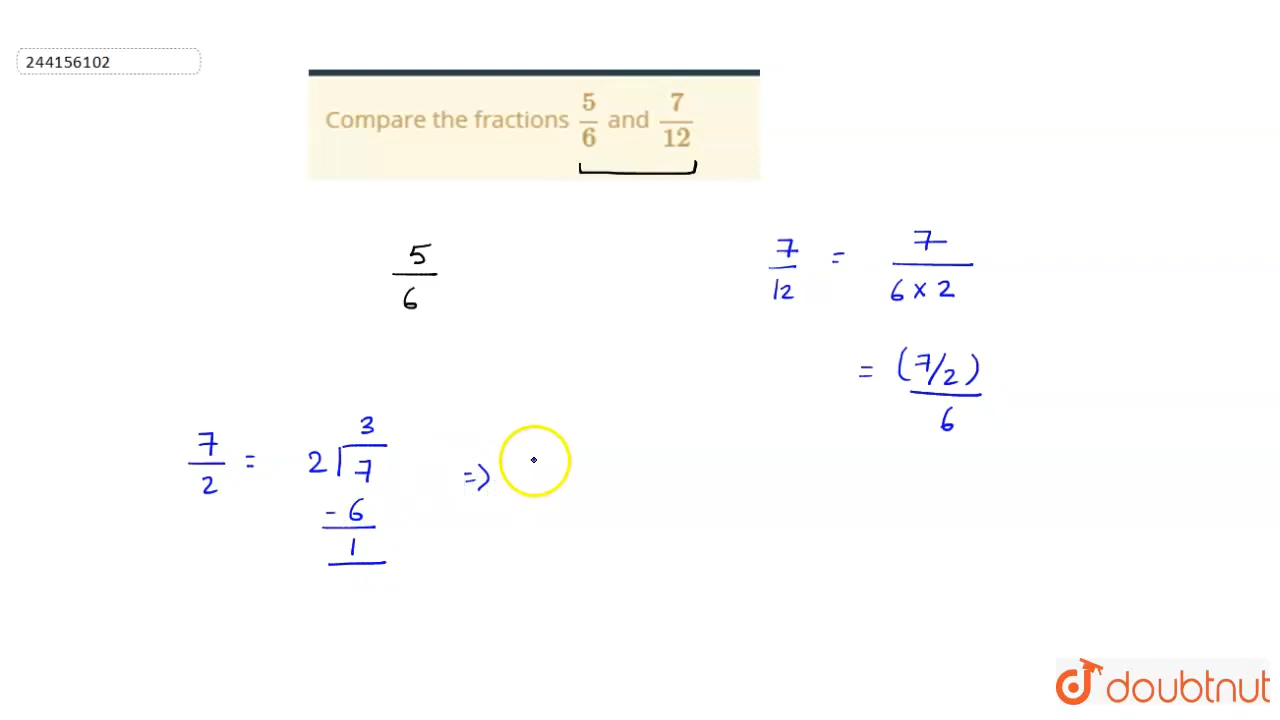 244156102
Compare the fractions 5/6 and 7/12
5/6
7/12 = 7/(6 × 2)
= (7/2)/6
3
7/2 = 2)7
- 6
1
=)
doubtnut